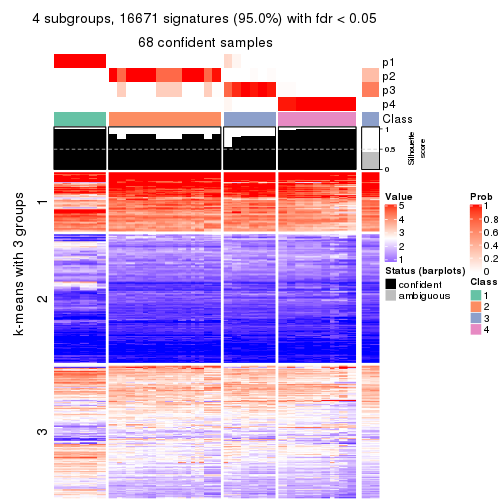 4 subgroups, 16671 signatures (95.0%) with fdr < 0.05
68 confident samples
p1
p2
p3
p4
Class
1
0.5
0
Silhouette
score
k-means with 3 groups
1
2
3
Value
5
4
3
2
1
Status (barplots)
confident
ambiguous
Prob
1
0.8
0.6
0.4
0.2
0
Class
1
2
3
4